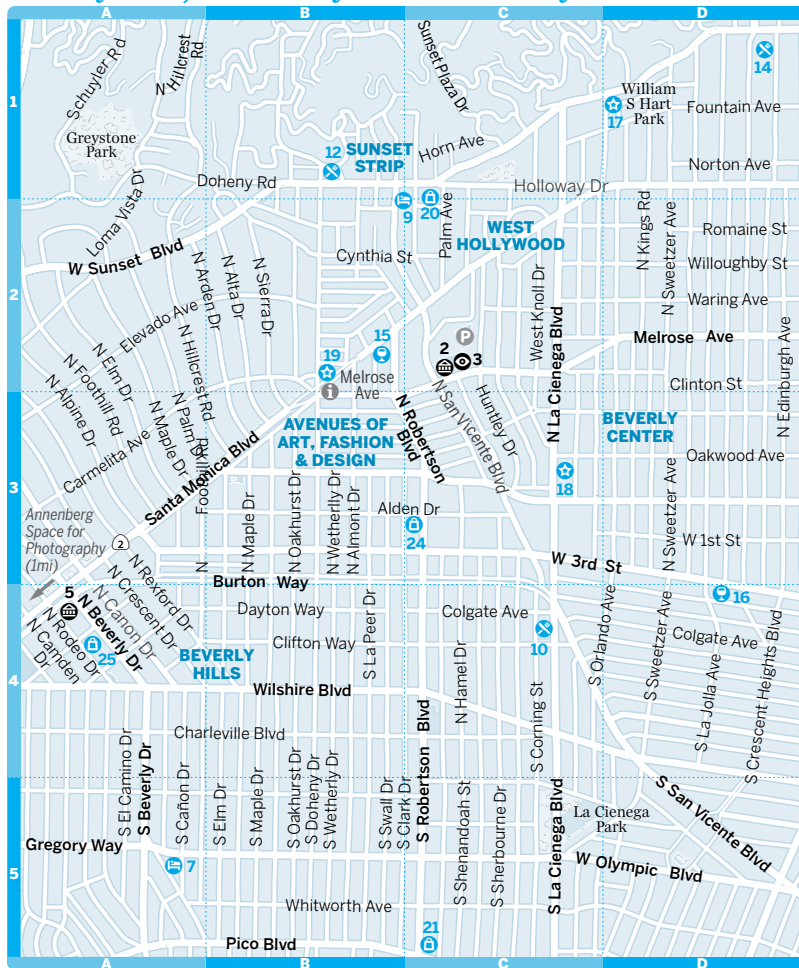 A B C D
1
2
3
4
5
Schuyler Rd
N Hillcrest
Rd
Greystone
Park
Loma Vista Dr
Sunset Plaza Dr
14
William
S Hart
Park
17
Fountain Ave
12
SUNSET
STRIP
Horn Ave
Norton Ave
Doheny Rd
Holloway Dr
9
20
Palm Ave
WEST
HOLLYWOOD
N Kings Rd
N Sweetzer Ave
Romaine St
Willoughby St
Waring Ave
W Sunset Blvd
Cynthia St
N Arden Dr
N Alta Dr
N Sierra Dr
Elevado Ave
West Knoll Dr
N La Cienega Blvd
P
Melrose Ave
15
2
3
19
Melrose
Ave
i
N Hillcrest Rd
N Elm Dr
N Foothill Rd
N Alpine Dr
N Palm Dr
N Maple Dr
Carmelita Ave
Clinton St
N Edinburgh Ave
AVENUES OF
ART, FASHION
& DESIGN
N Robertson
Blvd
N San Vicente Blvd
Huntley Dr
BEVERLY
CENTER
Oakwood Ave
18
Santa Monica Blvd
N
Foothill Rd
N Maple Dr
N Oakhurst Dr
N Wetherlly Dr
N Almont Dr
Alden Dr
24
N Sweetzer Ave
W 1st St
Annenberg
Space for
Photography
(1mi)
2
W 3rd St
Burton Way
16
5
N Rexford Dr
N Crescent Dr
N Cañon Dr
N Beverly Dr
N Rodeo Dr
N Camden
Dr
25
Dayton Way
Clifton Way
S La Peer Dr
Colgate Ave
10
S Orlando Ave
S Sweetzer Ave
Colgate Ave
S La Jolla Ave
S Crescent Heights Blvd
BEVERLY
HILLS
Wilshire Blvd
N Hamel Dr
S Corning St
Charleville Blvd
S Robertson Blvd
S El Camino Dr
S Beverly Dr
S Cañon Dr
S Elm Dr
S Maple Dr
S Oakhurst Dr
S Doheny Dr
S Wetherly Dr
S Swall Dr
S Clark Dr
S Shenandoah St
S Sherbourne Dr
S La Cienega Blvd
La Cienega
Park
S San Vicente Blvd
Gregory Way
7
W Olympic Blvd
Whitworth Ave
21
Pico Blvd
A B C D